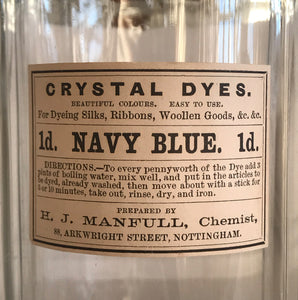 CRYSTAL DYES.
BEAUTIFUL COLOURS. EASY TO USE.
For Dyeing Silks, Ribbons, Woollen Goods, &c. &c.
1d. NAVY BLUE. 1d.
DIRECTIONS.—To every pennyworth of the Dye add 3
pints of boiling water, mix well, and put in the articles to
be dyed, already washed, then move about with a stick for
5 or 10 minutes, take out, rinse, dry, and iron.
PREPARED BY
H. J. MANFULL, Chemist,
88, ARKWRIGHT STREET, NOTTINGHAM.